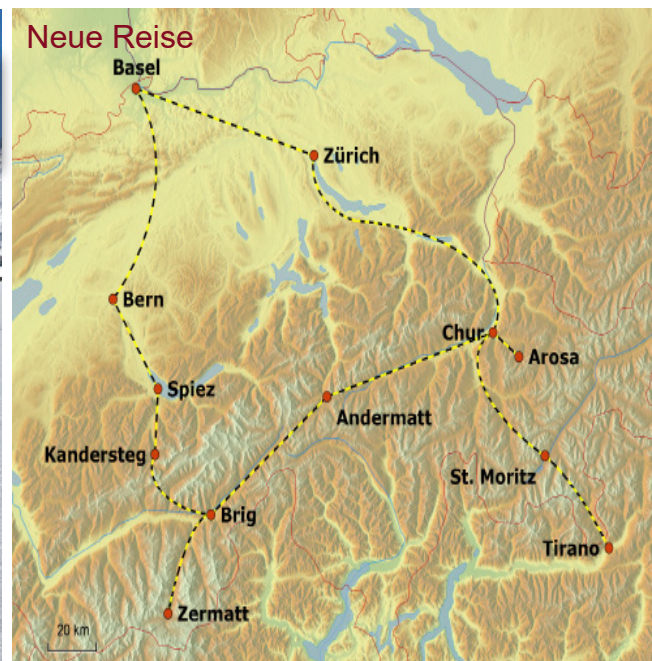 Neue Reise
Basel
Zürich
Bern
Chur
Arosa
Spiez
Andermatt
Kandersteg
St. Moritz
Brig
Tirano
Zermatt
20 km